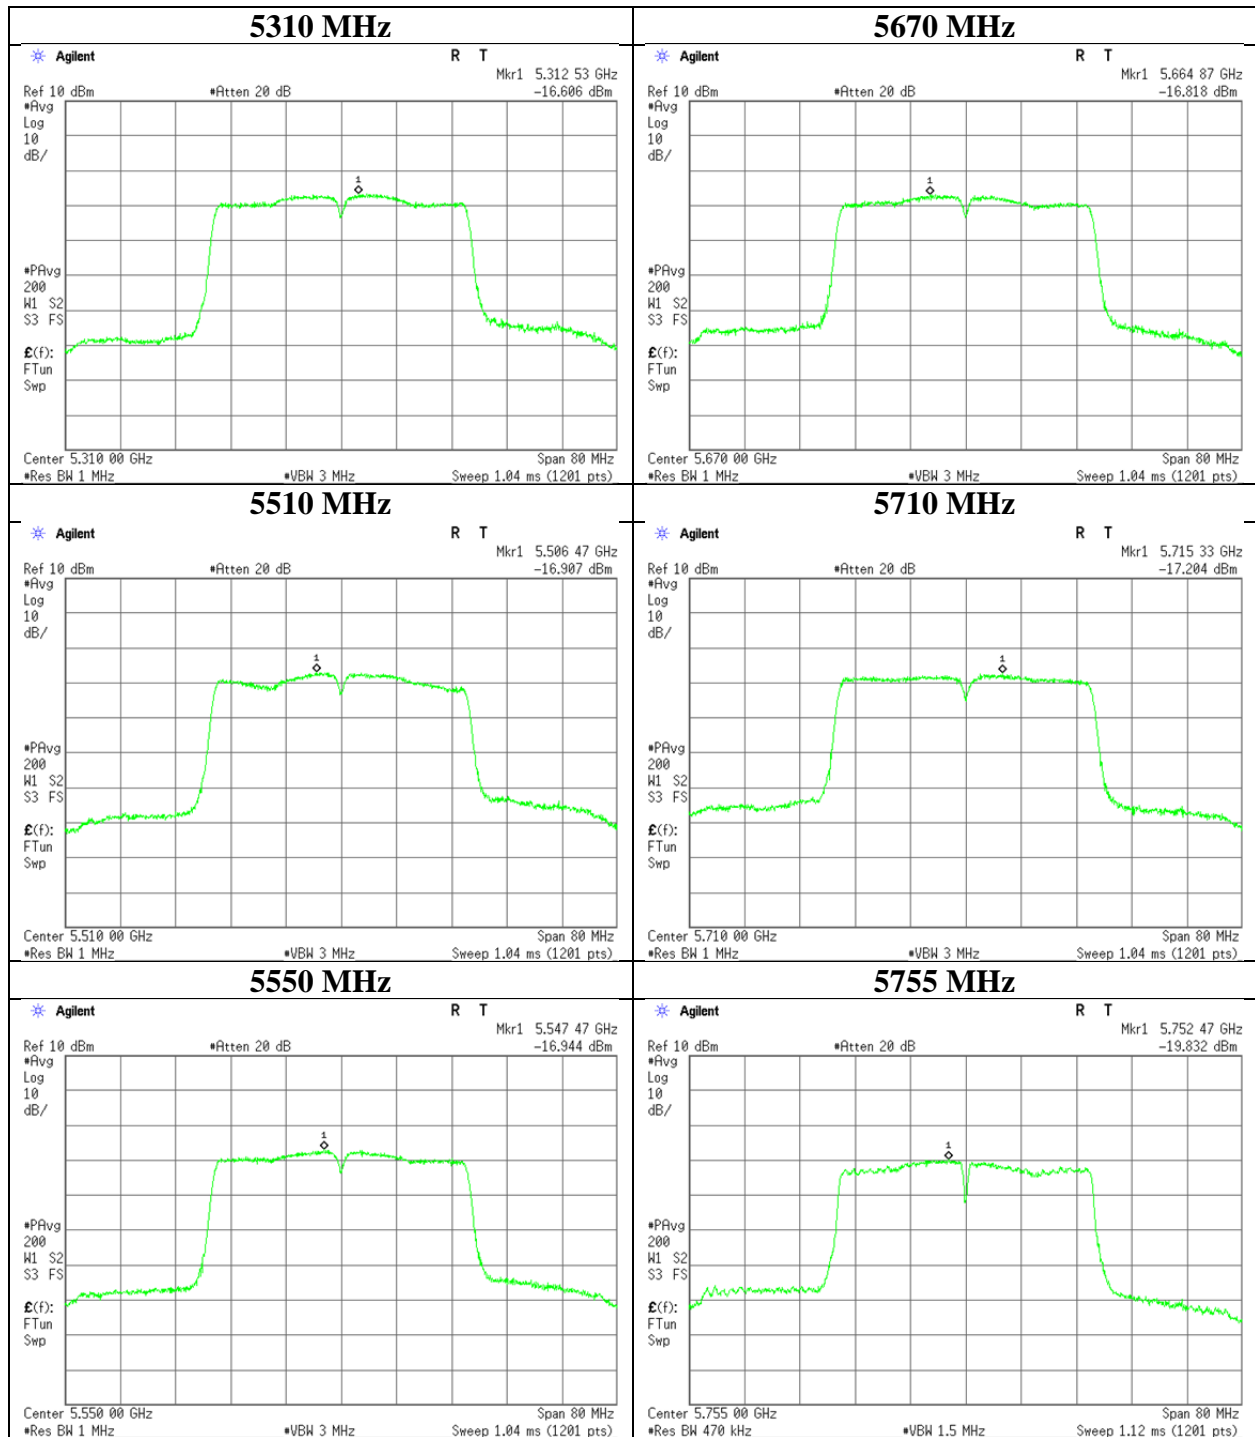 5310 MHz
Agilent R T
Mkr1 5.312 53 GHz
Ref 10 dBm #Atten 20 dB -16.606 dBm
#Avg
Log
10
dB/
1
#PAvg
200
W1 S2
S3 FS
£(f):
FTun
Swp
Center 5.310 00 GHz Span 80 MHz
#Res BW 1 MHz #VBW 3 MHz Sweep 1.04 ms (1201 pts)
5670 MHz
Agilent R T
Mkr1 5.664 87 GHz
Ref 10 dBm #Atten 20 dB -16.818 dBm
#Avg
Log
10
dB/
1
#PAvg
200
W1 S2
S3 FS
£(f):
FTun
Swp
Center 5.670 00 GHz Span 80 MHz
#Res BW 1 MHz #VBW 3 MHz Sweep 1.04 ms (1201 pts)
5510 MHz
Agilent R T
Mkr1 5.506 47 GHz
Ref 10 dBm #Atten 20 dB -16.907 dBm
#Avg
Log
10
dB/
1
#PAvg
200
W1 S2
S3 FS
£(f):
FTun
Swp
Center 5.510 00 GHz Span 80 MHz
#Res BW 1 MHz #VBW 3 MHz Sweep 1.04 ms (1201 pts)
5710 MHz
Agilent R T
Mkr1 5.715 33 GHz
Ref 10 dBm #Atten 20 dB -17.204 dBm
#Avg
Log
10
dB/
1
#PAvg
200
W1 S2
S3 FS
£(f):
FTun
Swp
Center 5.710 00 GHz Span 80 MHz
#Res BW 1 MHz #VBW 3 MHz Sweep 1.04 ms (1201 pts)
5550 MHz
Agilent R T
Mkr1 5.547 47 GHz
Ref 10 dBm #Atten 20 dB -16.944 dBm
#Avg
Log
10
dB/
1
#PAvg
200
W1 S2
S3 FS
£(f):
FTun
Swp
Center 5.550 00 GHz Span 80 MHz
#Res BW 1 MHz #VBW 3 MHz Sweep 1.04 ms (1201 pts)
5755 MHz
Agilent R T
Mkr1 5.752 47 GHz
Ref 10 dBm #Atten 20 dB -19.832 dBm
#Avg
Log
10
dB/
1
#PAvg
200
W1 S2
S3 FS
£(f):
FTun
Swp
Center 5.755 00 GHz Span 80 MHz
#Res BW 470 kHz #VBW 1.5 MHz Sweep 1.12 ms (1201 pts)